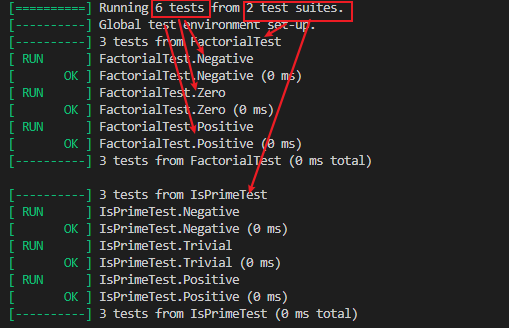 [==========] Running 6 tests from 2 test suites.
[----------] Global test environment set-up.
[----------] 3 tests from FactorialTest
[ RUN      ] FactorialTest.Negative
[       OK ] FactorialTest.Negative (0 ms)
[ RUN      ] FactorialTest.Zero
[       OK ] FactorialTest.Zero (0 ms)
[ RUN      ] FactorialTest.Positive
[       OK ] FactorialTest.Positive (0 ms)
[----------] 3 tests from FactorialTest (0 ms total)
[----------] 3 tests from IsPrimeTest
[ RUN      ] IsPrimeTest.Negative
[       OK ] IsPrimeTest.Negative (0 ms)
[ RUN      ] IsPrimeTest.Trivial
[       OK ] IsPrimeTest.Trivial (0 ms)
[ RUN      ] IsPrimeTest.Positive
[       OK ] IsPrimeTest.Positive (0 ms)
[----------] 3 tests from IsPrimeTest (0 ms total)